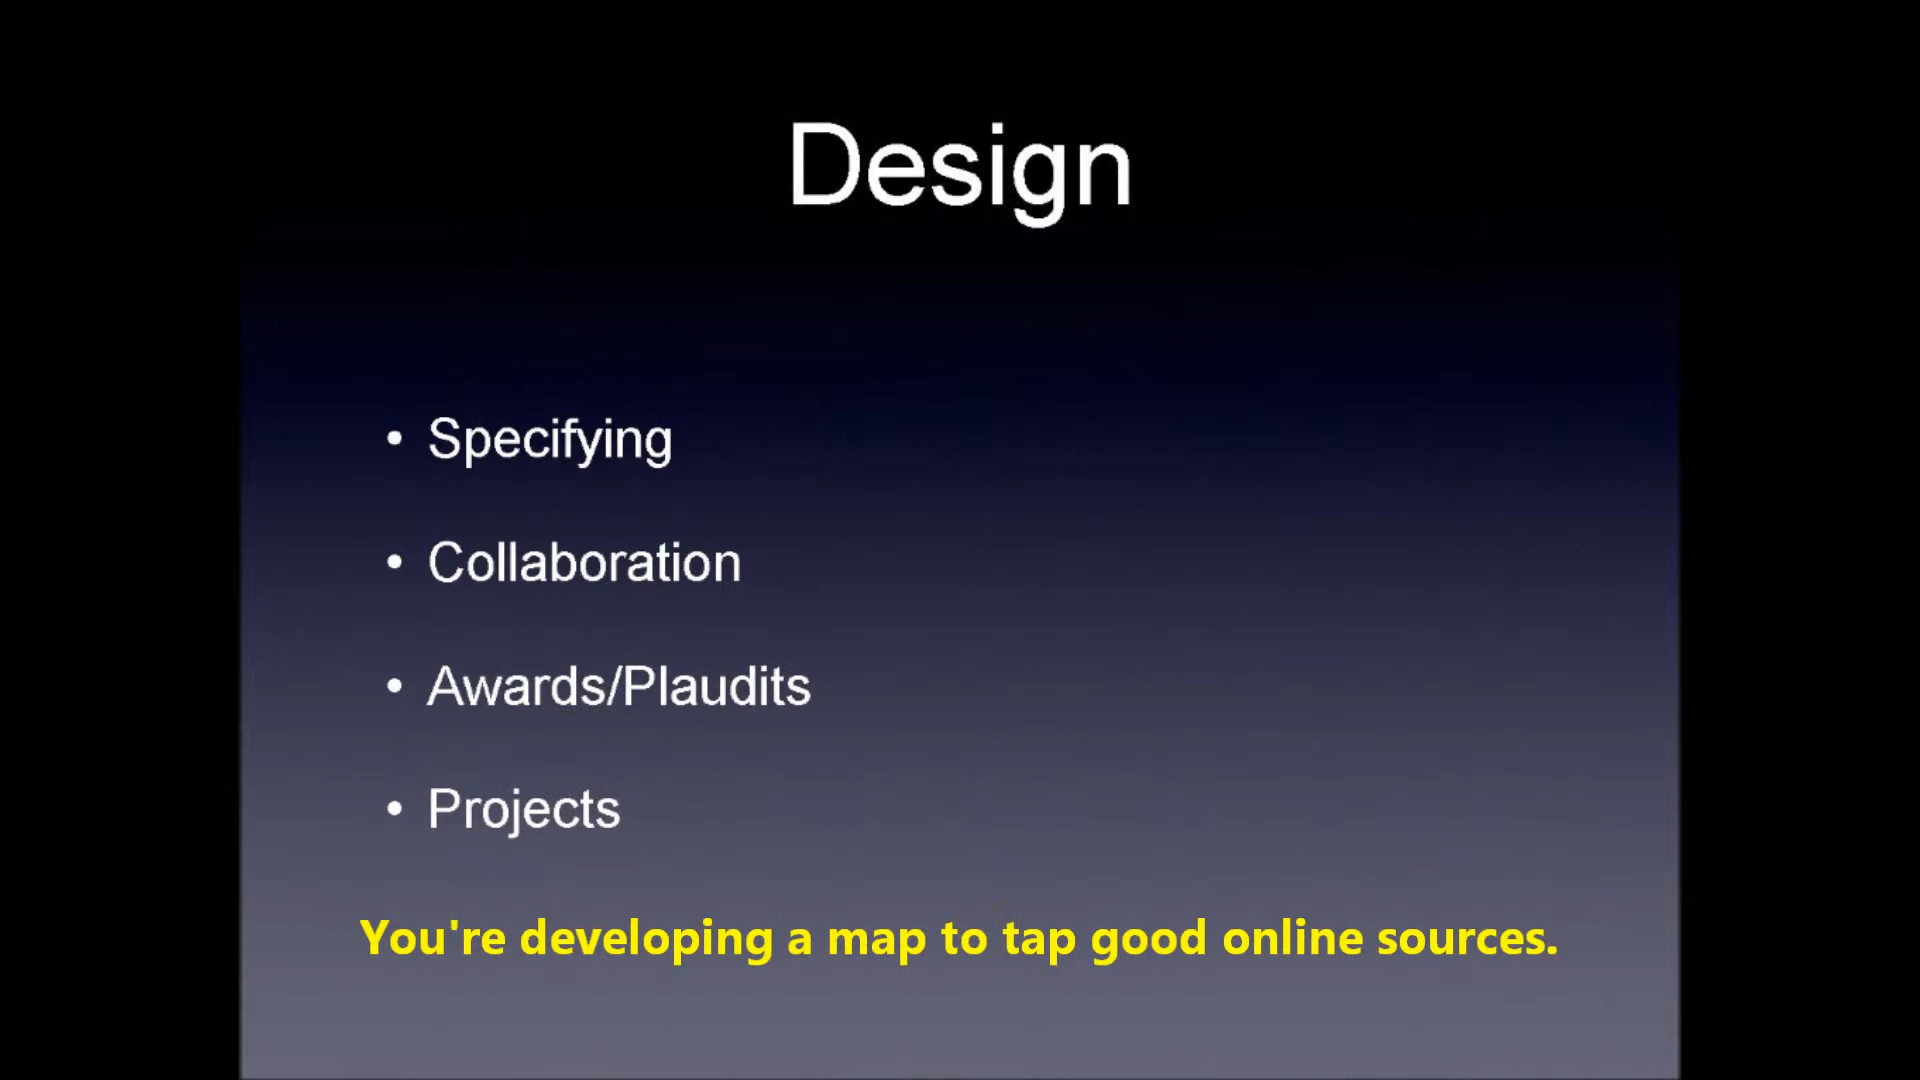 Design
• Specifying
• Collaboration
• Awards/Plaudits
• Projects
You're developing a map to tap good online sources.